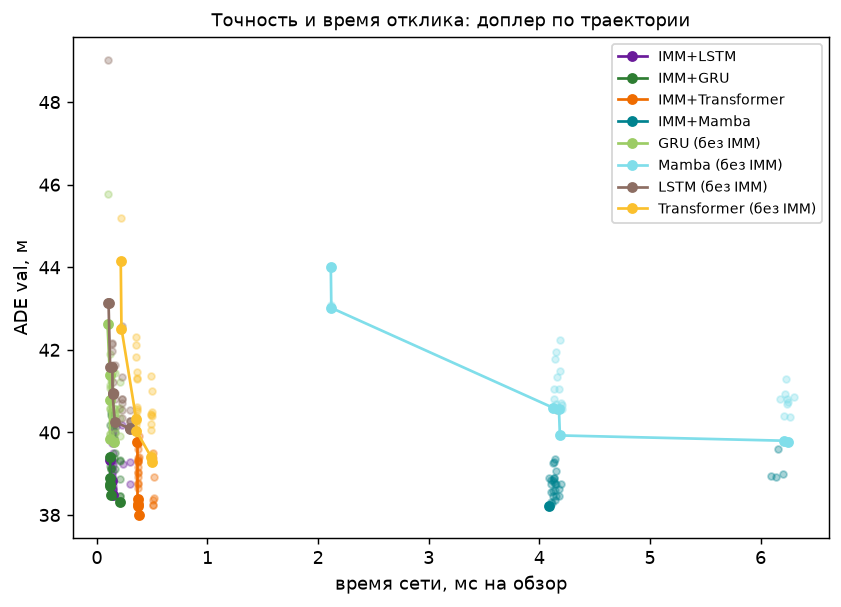 Точность и время отклика: доплер по траектории
ADE val, м
48
46
44
42
40
38
IMM+LSTM
IMM+GRU
IMM+Transformer
IMM+Mamba
GRU (без IMM)
Mamba (без IMM)
LSTM (без IMM)
Transformer (без IMM)
0 1 2 3 4 5 6
время сети, мс на обзор